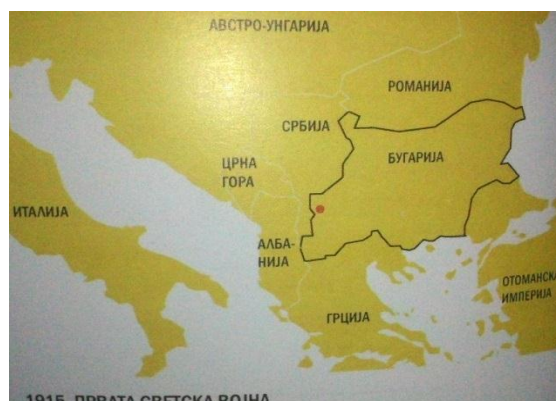 АВСТРО-УНГАРИЈА
РОМАНИЈА
СРБИЈА
БУГАРИЈА
ЦРНА
ГОРА
ИТАЛИЈА
АЛБА-
НИЈА
ОТОМАНСКА
ИМПЕРИЈА
ГРЦИЈА
1915, ПРВАТА СВЕТСКА ВОЈНА